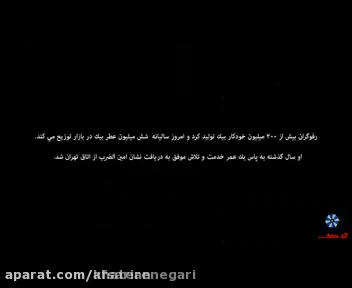 رفوگران بیش از ۲۰۰ میلیون خودکار بیک تولید کرد و امروز سالیانه شش میلیون عطر بیک در بازار توزیع می کند.
او سال گذشته به پاس یک عمر خدمت و تلاش موفق به دریافت نشان امین الضرب از اتاق تهران شد.
aparat.com/